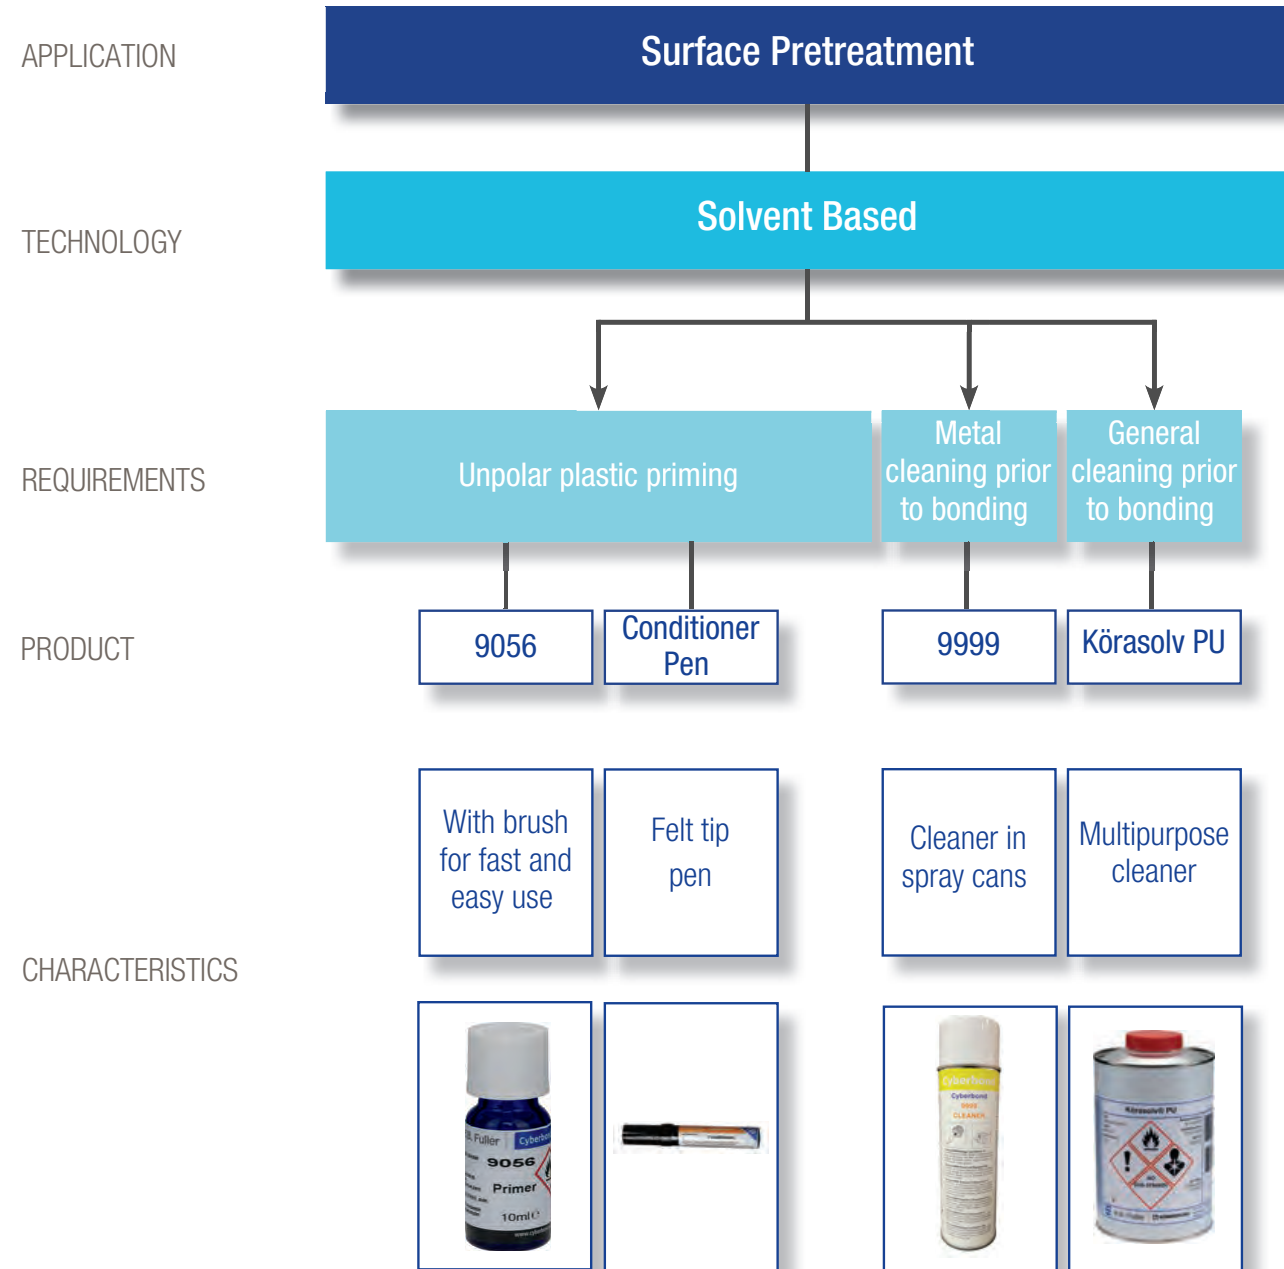 APPLICATION
Surface Pretreatment
TECHNOLOGY
Solvent Based
REQUIREMENTS
Unpolar plastic priming
Metal
cleaning prior
to bonding
General
cleaning prior
to bonding
PRODUCT
9056
Conditioner
Pen
9999
Körasolv PU
CHARACTERISTICS
With brush
for fast and
easy use
Felt tip
pen
Cleaner in
spray cans
Multipurpose
cleaner
Fuller
9056
Primer
10ml
Cyberbond
CLEANER
Körasolv® PU